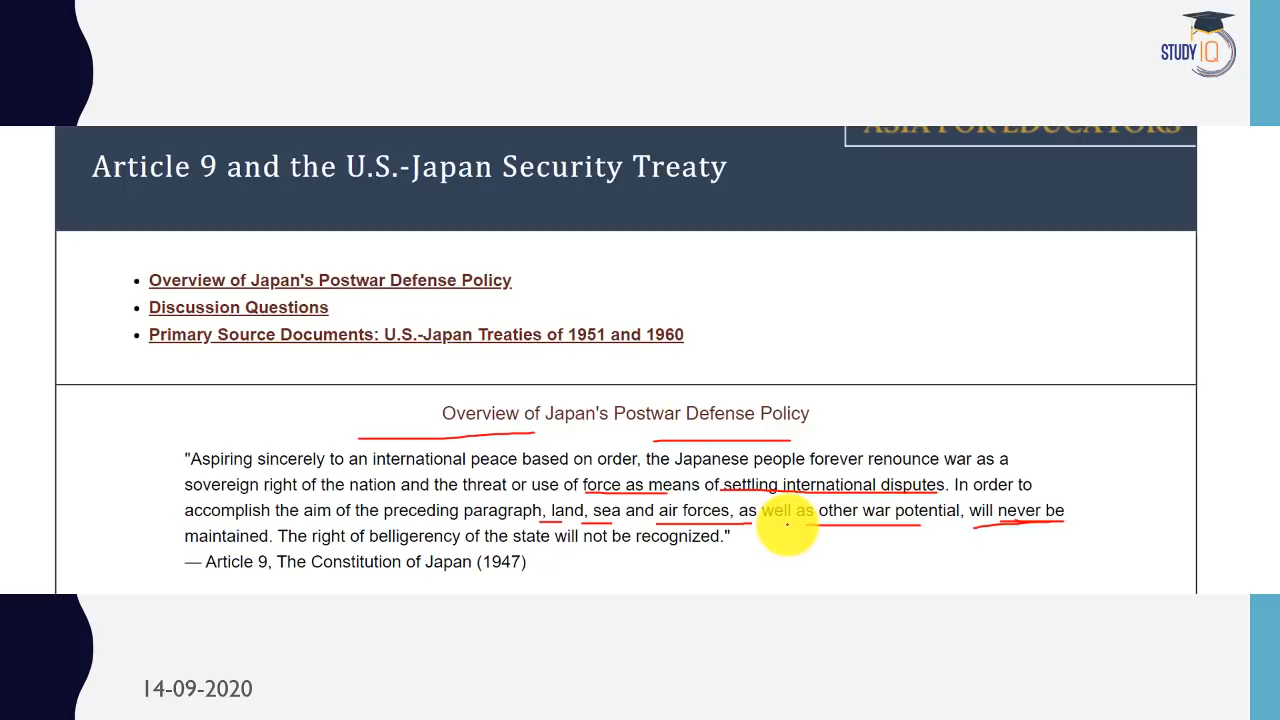 STUDY IQ
ASIA FOR EDUCATORS
Article 9 and the U.S.-Japan Security Treaty
Overview of Japan's Postwar Defense Policy
Discussion Questions
Primary Source Documents: U.S.-Japan Treaties of 1951 and 1960
Overview of Japan's Postwar Defense Policy
"Aspiring sincerely to an international peace based on order, the Japanese people forever renounce war as a
sovereign right of the nation and the threat or use of force as means of settling international disputes. In order to
accomplish the aim of the preceding paragraph, land, sea and air forces, as well as other war potential, will never be
maintained. The right of belligerency of the state will not be recognized."
— Article 9, The Constitution of Japan (1947)
14-09-2020